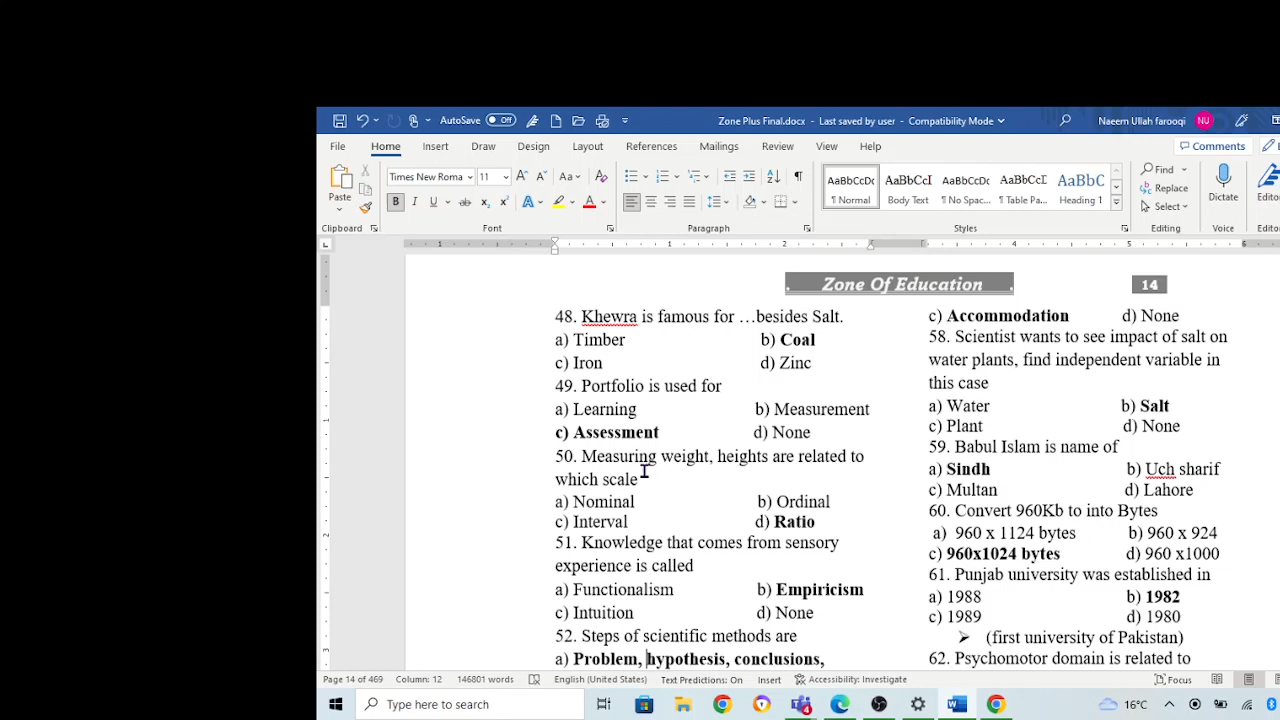 AutoSave Off
Zone Plus Final.docx - Last saved by user - Compatibility Mode
Naeem Ullah farooqi NU
File Home Insert Draw Design Layout References Mailings Review View Help
Comments
Times New Roma 11 Aa
Paste
B I U ab x2 x2 A A
AaBbCcDc AaBbCcI AaBbCcDc AaBbCcI AaBbC
¶ Normal Body Text ¶ No Spac... ¶ Table Pa... Heading 1
Find
Replace
Select
Dictate
Clipboard Font Paragraph Styles Editing Voice
. Zone Of Education .
14
48. Khewra is famous for …besides Salt.
a) Timber b) Coal
c) Iron d) Zinc
49. Portfolio is used for
a) Learning b) Measurement
c) Assessment d) None
50. Measuring weight, heights are related to
which scale
a) Nominal b) Ordinal
c) Interval d) Ratio
51. Knowledge that comes from sensory
experience is called
a) Functionalism b) Empiricism
c) Intuition d) None
52. Steps of scientific methods are
a) Problem, hypothesis, conclusions,
c) Accommodation d) None
58. Scientist wants to see impact of salt on
water plants, find independent variable in
this case
a) Water b) Salt
c) Plant d) None
59. Babul Islam is name of
a) Sindh b) Uch sharif
c) Multan d) Lahore
60. Convert 960Kb to into Bytes
a) 960 x 1124 bytes b) 960 x 924
c) 960x1024 bytes d) 960 x1000
61. Punjab university was established in
a) 1988 b) 1982
c) 1989 d) 1980
➤ (first university of Pakistan)
62. Psychomotor domain is related to
Page 14 of 469 Column: 12 146801 words English (United States) Text Predictions: On Insert Accessibility: Investigate Focus
Type here to search
16°C